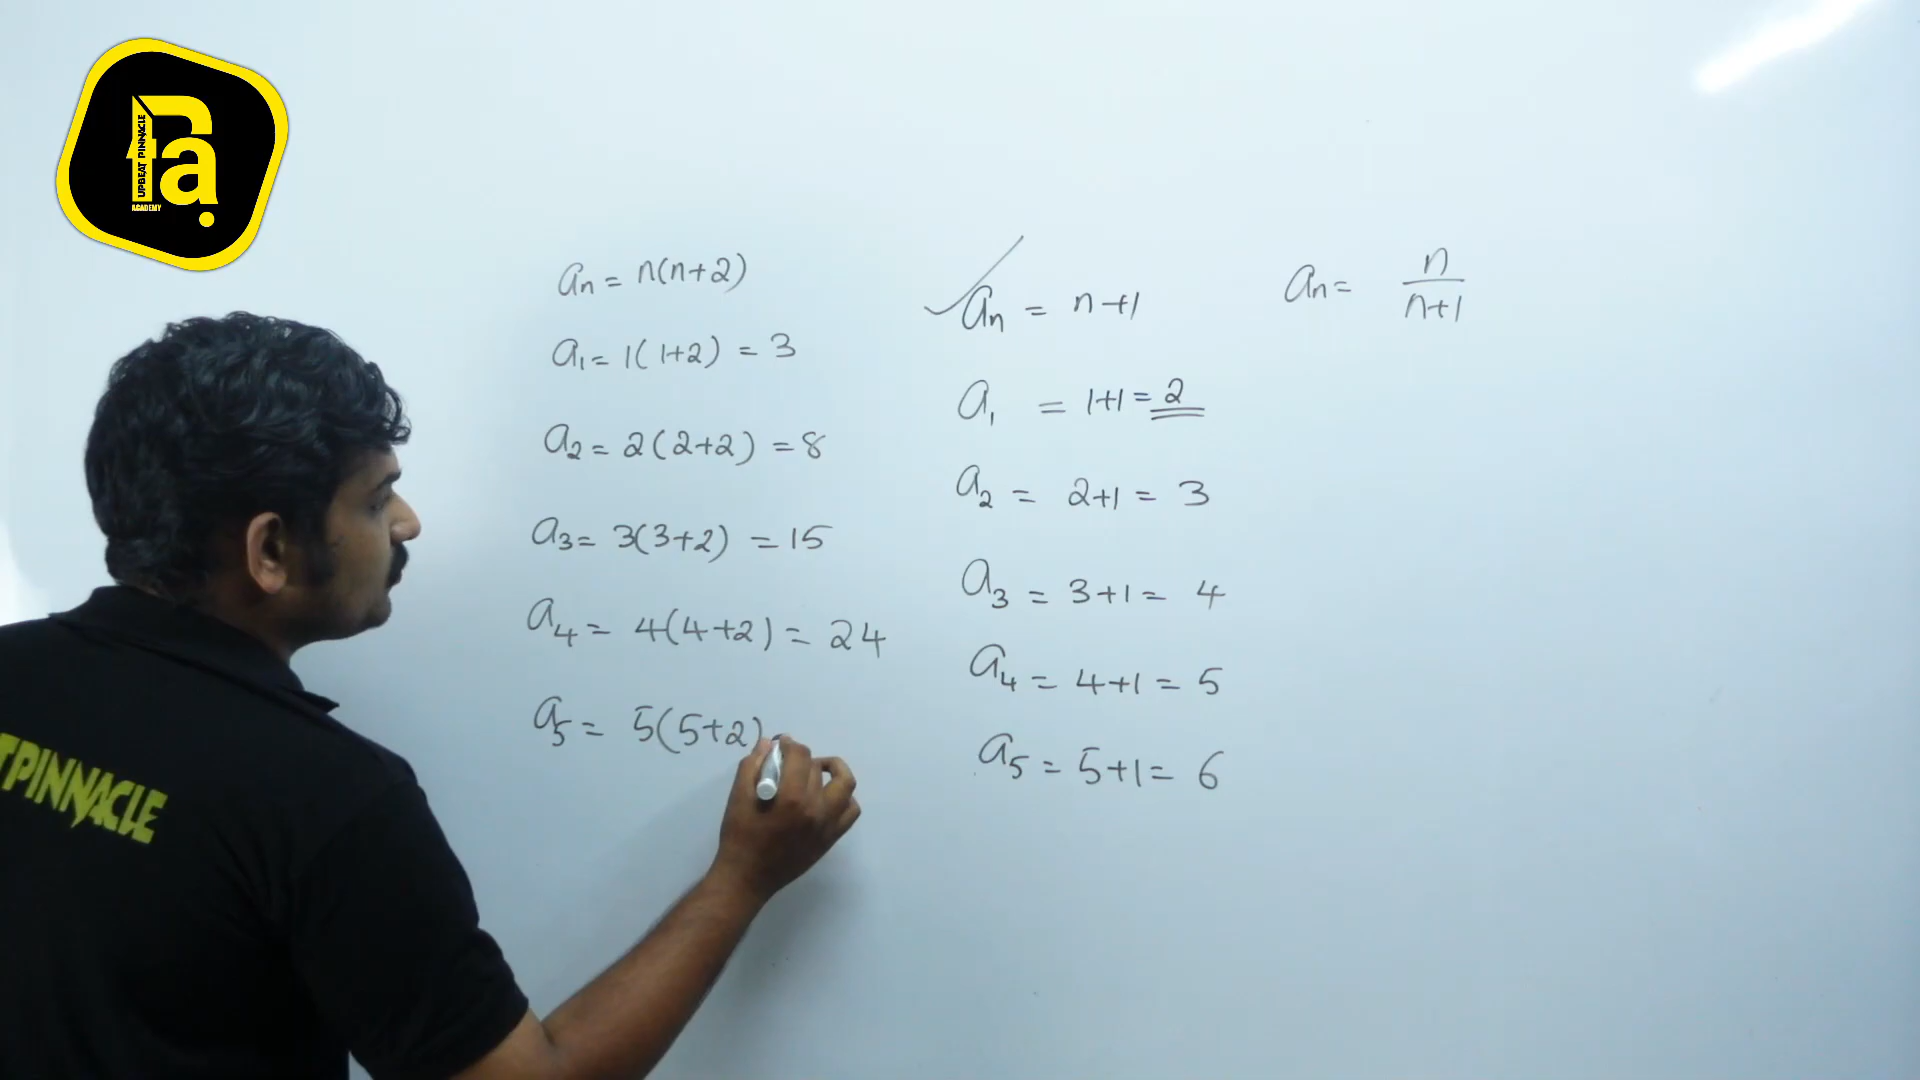 UPBEAT PINNACLE
Pa
ACADEMY
aₙ = n(n+2)
a₁ = 1(1+2) = 3
a₂ = 2(2+2) = 8
a₃ = 3(3+2) = 15
a₄ = 4(4+2) = 24
a₅ = 5(5+2)
✓ aₙ = n+1
a₁ = 1+1 = 2
a₂ = 2+1 = 3
a₃ = 3+1 = 4
a₄ = 4+1 = 5
a₅ = 5+1 = 6
aₙ = n/n+1
TPINNACLE